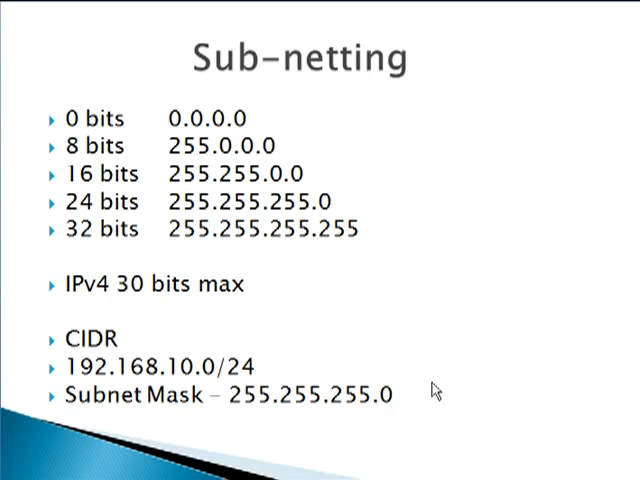 Sub-netting
0 bits 0.0.0.0
8 bits 255.0.0.0
16 bits 255.255.0.0
24 bits 255.255.255.0
32 bits 255.255.255.255
IPv4 30 bits max
CIDR
192.168.10.0/24
Subnet Mask – 255.255.255.0